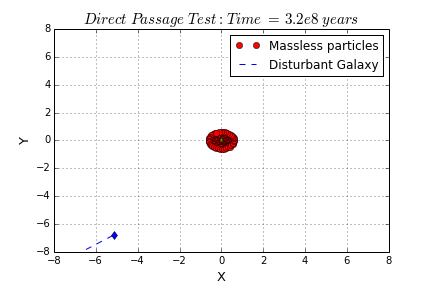 Direct Passage Test: Time = 3.2e8 years
8
6
4
2
0
−2
−4
−6
−8
Y
Massless particles
Disturbant Galaxy
−8 −6 −4 −2 0 2 4 6 8
X